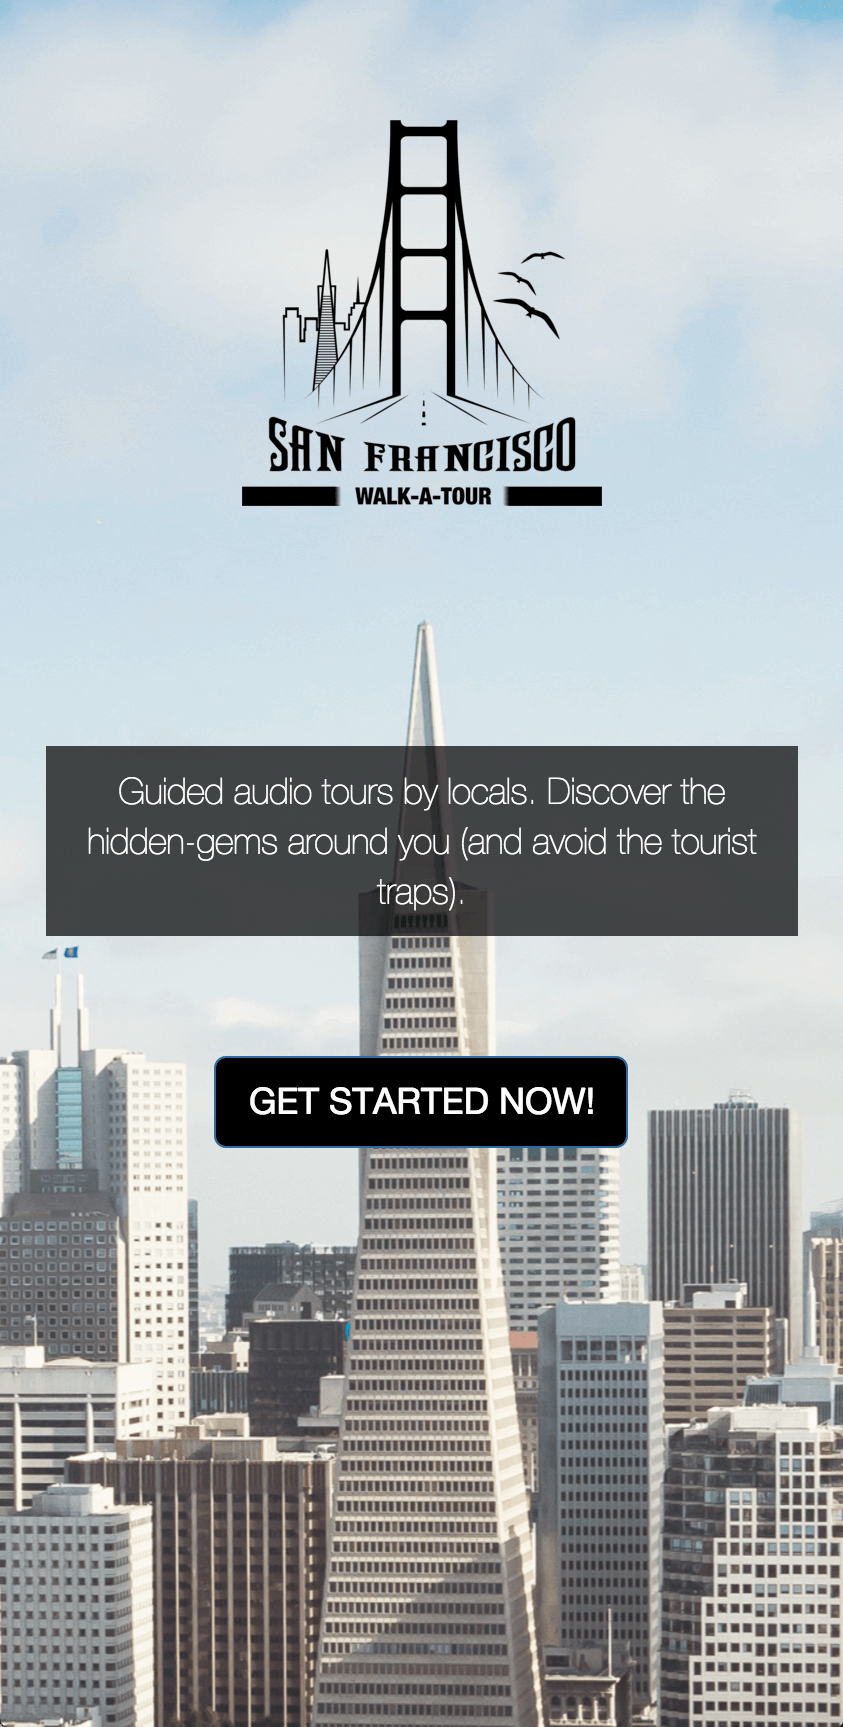 SAN FRANCISCO
WALK-A-TOUR
Guided audio tours by locals. Discover the
hidden-gems around you (and avoid the tourist
traps).
GET STARTED NOW!